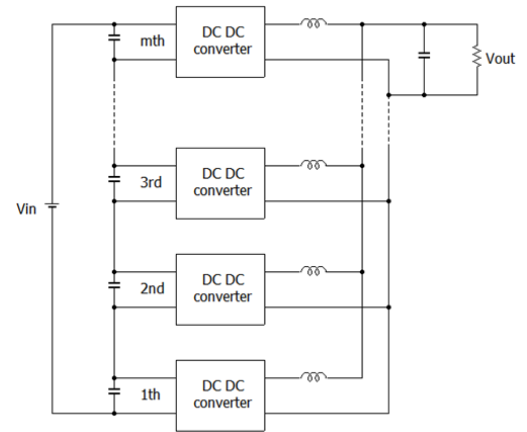 mth
DC DC
converter
Vout
3rd
DC DC
converter
Vin
2nd
DC DC
converter
1th
DC DC
converter